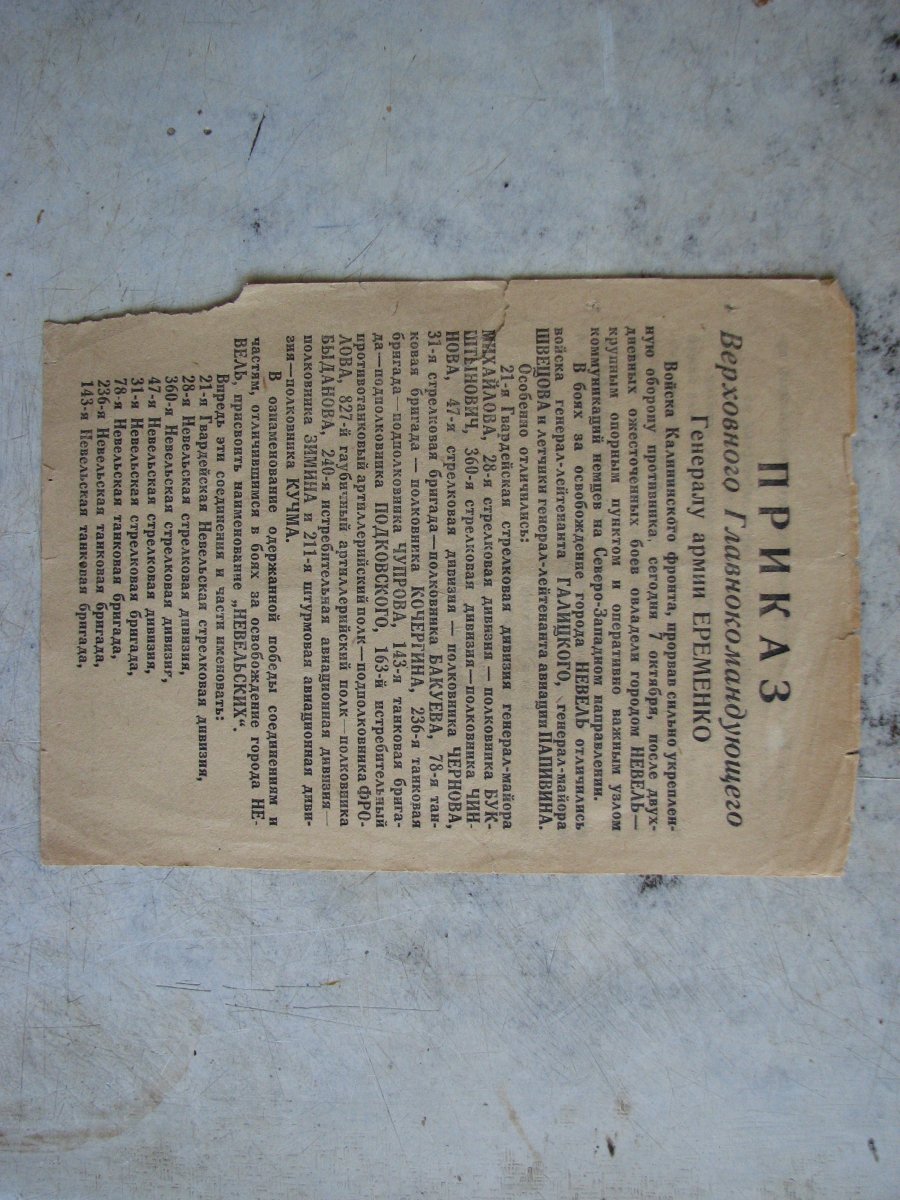 ПРИКАЗ
Верховного Главнокомандующего
Генералу армии ЕРЕМЕНКО
Войска Калининского фронта, прорвав сильно укреплен-
ную оборону противника, сегодня 7 октября, после двух-
дневных ожесточенных боев овладели городом НЕВЕЛЬ—
крупным опорным пунктом и оперативно важным узлом
коммуникаций немцев на Северо-Западном направлении.
В боях за освобождение города НЕВЕЛЬ отличились
войска генерал-лейтенанта ГАЛИЦКОГО, генерал-майора
ШВЕЦОВА и летчики генерал-лейтенанта авиации ПАПИВИНА.
Особенно отличились:
21-я Гвардейская стрелковая дивизия генерал-майора
МИХАЙЛОВА, 28-я стрелковая дивизия — полковника БУК-
ШТЫНОВИЧ, 360-я стрелковая дивизия—полковника ЧИН-
НОВА, 47-я стрелковая дивизия — полковника ЧЕРНОВА,
31-я стрелковая бригада—полковника БАКУЕВА, 78-я тан-
ковая бригада — полковника КОЧЕРГИНА, 236-я танковая
бригада—подполковника ЧУПРОВА, 143-я танковая брига-
да—подполковника ПОДКОВСКОГО, 163-й истребительный
противотанковый артиллерийский полк—подполковника ФРО-
ЛОВА, 827-й гаубичный артиллерийский полк—полковника
БЫДАНОВА, 240-я истребительная авиационная дивизия—
полковника ЗИМИНА и 211-я штурмовая авиационная диви-
зия—полковника КУЧМА.
В ознаменование одержанной победы соединениям и
частям, отличившимся в боях за освобождение города НЕ-
ВЕЛЬ, присвоить наименование „НЕВЕЛЬСКИХ“.
Впредь эти соединения и части именовать:
21-я Гвардейская Невельская стрелковая дивизия,
28-я Невельская стрелковая дивизия,
360-я Невельская стрелковая дивизия,
47-я Невельская стрелковая дивизия,
31-я Невельская стрелковая бригада,
78-я Невельская танковая бригада,
236-я Невельская танковая бригада,
143-я Невельская танковая бригада,